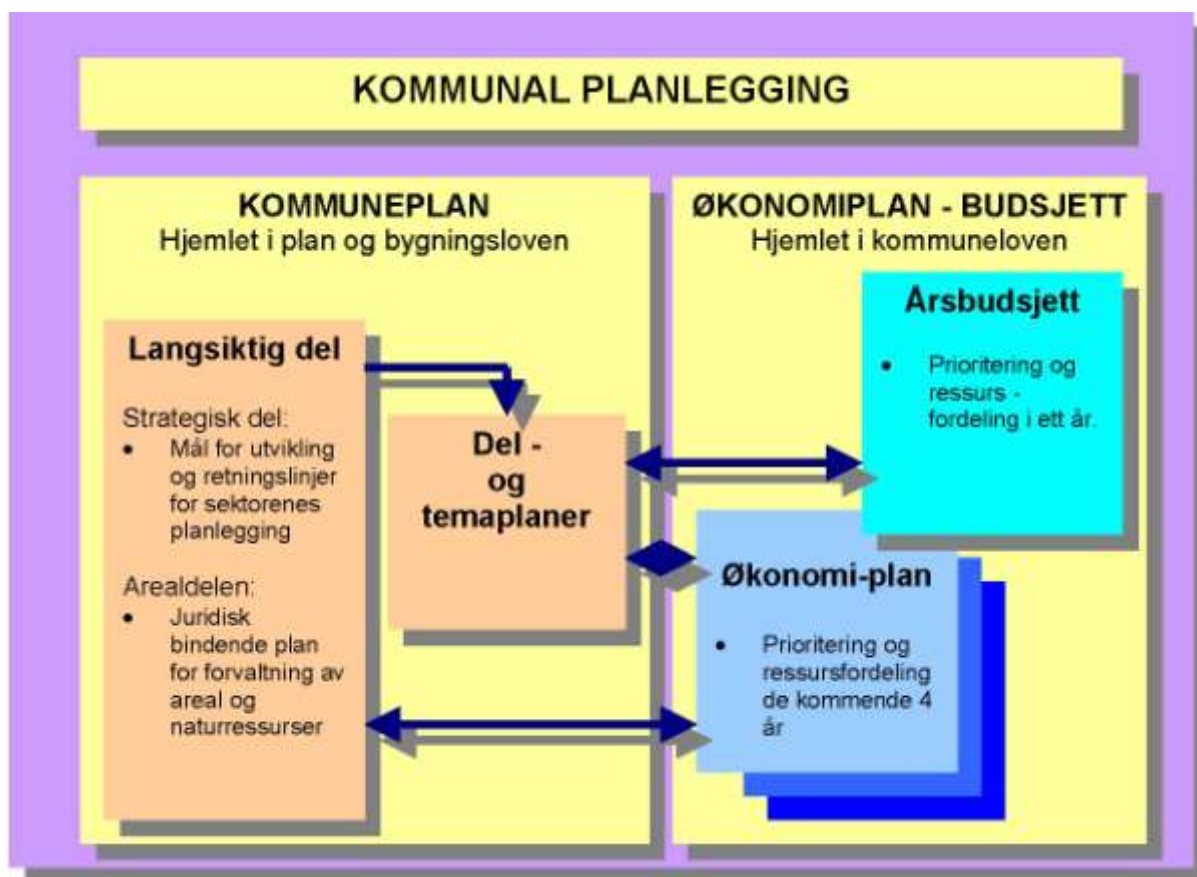 KOMMUNAL PLANLEGGING
KOMMUNEPLAN
Hjemlet i plan og bygningsloven
Langsiktig del
Strategisk del:
• Mål for utvikling
og retningslinjer
for sektorenes
planlegging
Arealdelen:
• Juridisk
bindende plan
for forvaltning av
areal og
naturressurser
Del -
og
temaplaner
ØKONOMIPLAN - BUDSJETT
Hjemlet i kommuneloven
Årsbudsjett
• Prioritering og
ressurs -
fordeling i ett år.
Økonomi-plan
• Prioritering og
ressursfordeling
de kommende 4
år